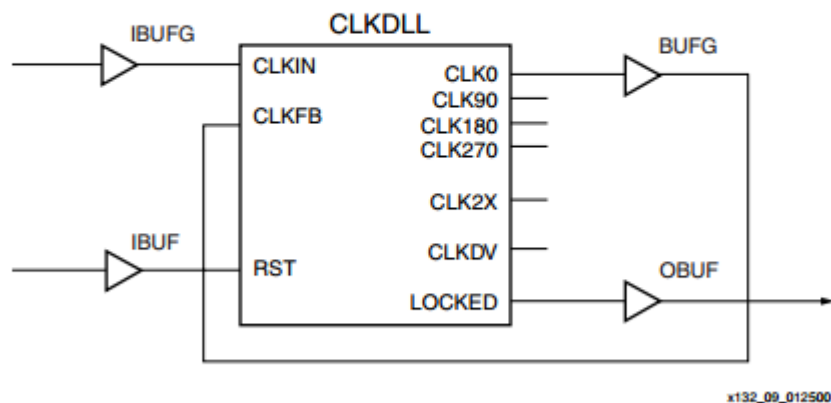 CLKDLL
IBUFG
BUFG
CLKIN
CLK0
CLKFB
CLK90
CLK180
CLK270
CLK2X
IBUF
CLKDV
RST
OBUF
LOCKED
x132_09_012500